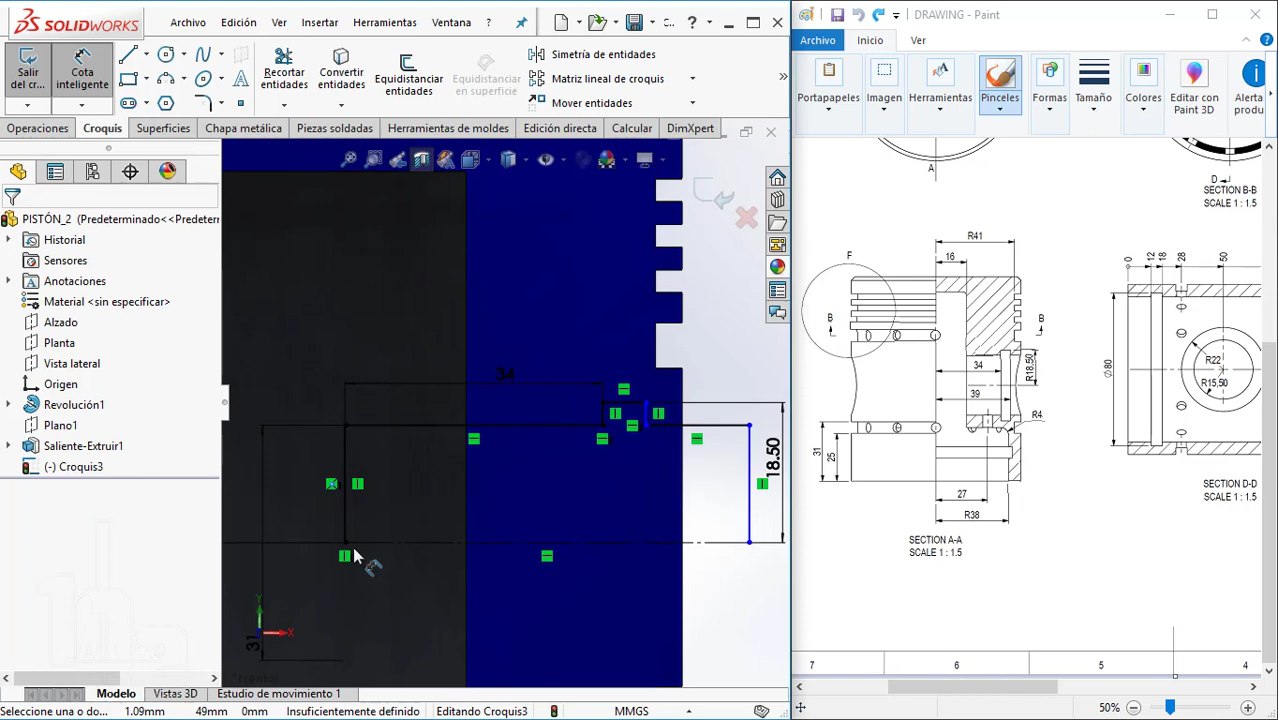 SOLIDWORKS
Archivo
Edición
Ver
Insertar
Herramientas
Ventana
?
Salir del cr...
Cota inteligente
Recortar entidades
Convertir entidades
Equidistanciar entidades
Equidistanciar en superficie
Simetría de entidades
Matriz lineal de croquis
Mover entidades
Operaciones
Croquis
Superficies
Chapa metálica
Piezas soldadas
Herramientas de moldes
Edición directa
Calcular
DimXpert
PISTÓN_2 (Predeterminado<<Predeterr
Historial
Sensores
Anotaciones
Material <sin especificar>
Alzado
Planta
Vista lateral
Origen
Revolución1
Plano1
Saliente-Extruir1
(-) Croquis3
34
18.50
31
Y
X
Modelo
Vistas 3D
Estudio de movimiento 1
Seleccione una o do...
1.09mm
49mm
0mm
Insuficientemente definido
Editando Croquis3
MMGS
DRAWING - Paint
Archivo
Inicio
Ver
Portapapeles
Imagen
Herramientas
Pinceles
Formas
Tamaño
Colores
Editar con Paint 3D
Alerta produ
A
D
SECTION B-B
SCALE 1 : 1.5
R41
16
F
B
B
34
39
R18,50
R4
31
25
27
R38
SECTION A-A
SCALE 1 : 1.5
0
12
18
28
50
Ø80
R22
R15,50
SECTION D-D
SCALE 1 : 1.5
7
6
5
4
50%